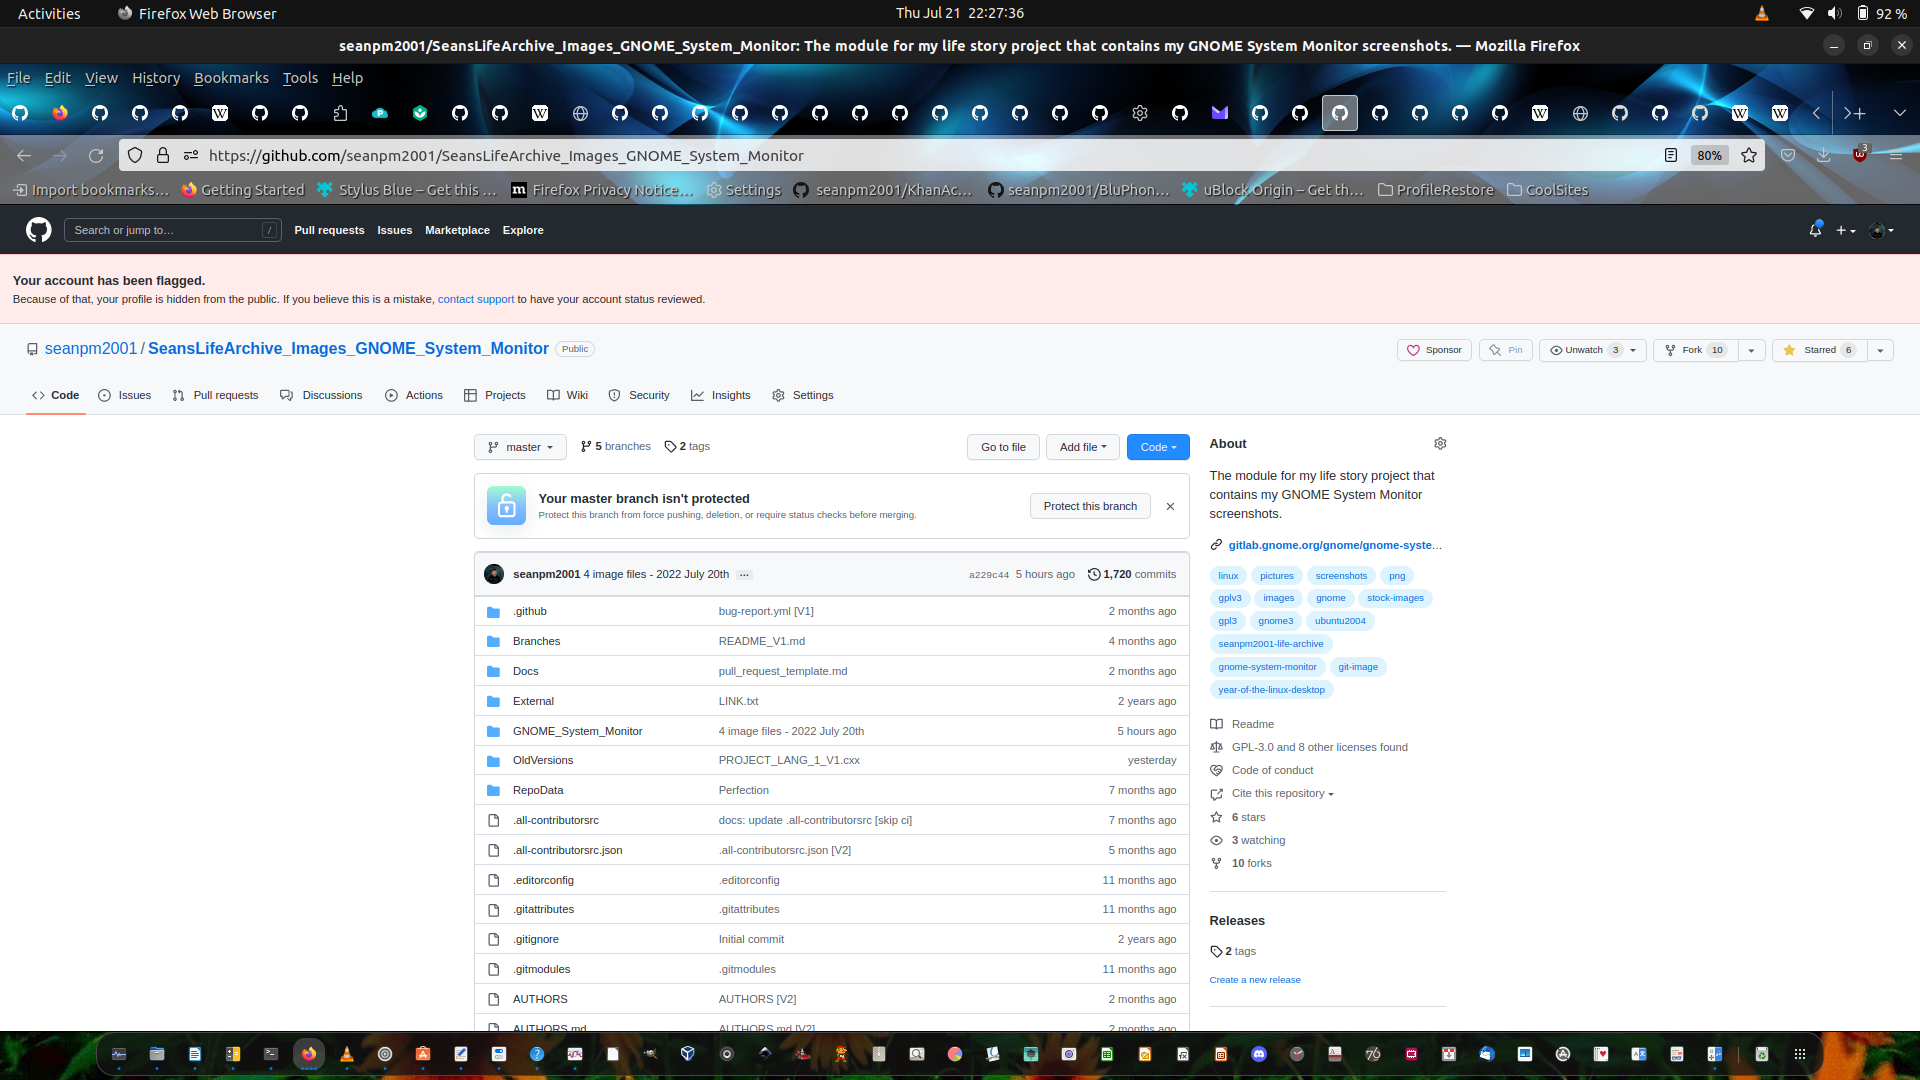 Activities Firefox Web Browser Thu Jul 21 22:27:36 92 %
seanpm2001/SeansLifeArchive_Images_GNOME_System_Monitor: The module for my life story project that contains my GNOME System Monitor screenshots. — Mozilla Firefox
File Edit View History Bookmarks Tools Help
https://github.com/seanpm2001/SeansLifeArchive_Images_GNOME_System_Monitor 80% 3
Import bookmarks… Getting Started Stylus Blue – Get this … Firefox Privacy Notice… Settings seanpm2001/KhanAc… seanpm2001/BluPhon… uBlock Origin – Get th… ProfileRestore CoolSites
Search or jump to… / Pull requests Issues Marketplace Explore
Your account has been flagged.
Because of that, your profile is hidden from the public. If you believe this is a mistake, contact support to have your account status reviewed.
seanpm2001 / SeansLifeArchive_Images_GNOME_System_Monitor Public Sponsor Pin Unwatch 3 Fork 10 Starred 6
Code Issues Pull requests Discussions Actions Projects Wiki Security Insights Settings
master 5 branches 2 tags Go to file Add file Code
Your master branch isn't protected
Protect this branch from force pushing, deletion, or require status checks before merging.
Protect this branch
seanpm2001 4 image files - 2022 July 20th ... a229c44 5 hours ago 1,720 commits
.github bug-report.yml [V1] 2 months ago
Branches README_V1.md 4 months ago
Docs pull_request_template.md 2 months ago
External LINK.txt 2 years ago
GNOME_System_Monitor 4 image files - 2022 July 20th 5 hours ago
OldVersions PROJECT_LANG_1_V1.cxx yesterday
RepoData Perfection 7 months ago
.all-contributorsrc docs: update .all-contributorsrc [skip ci] 7 months ago
.all-contributorsrc.json .all-contributorsrc.json [V2] 5 months ago
.editorconfig .editorconfig 11 months ago
.gitattributes .gitattributes 11 months ago
.gitignore Initial commit 2 years ago
.gitmodules .gitmodules 11 months ago
AUTHORS AUTHORS [V2] 2 months ago
AUTHORS.md AUTHORS.md [V2] 2 months ago
About
The module for my life story project that
contains my GNOME System Monitor
screenshots.
gitlab.gnome.org/gnome/gnome-syste…
linux pictures screenshots png
gplv3 images gnome stock-images
gpl3 gnome3 ubuntu2004
seanpm2001-life-archive
gnome-system-monitor git-image
year-of-the-linux-desktop
Readme
GPL-3.0 and 8 other licenses found
Code of conduct
Cite this repository
6 stars
3 watching
10 forks
Releases
2 tags
Create a new release